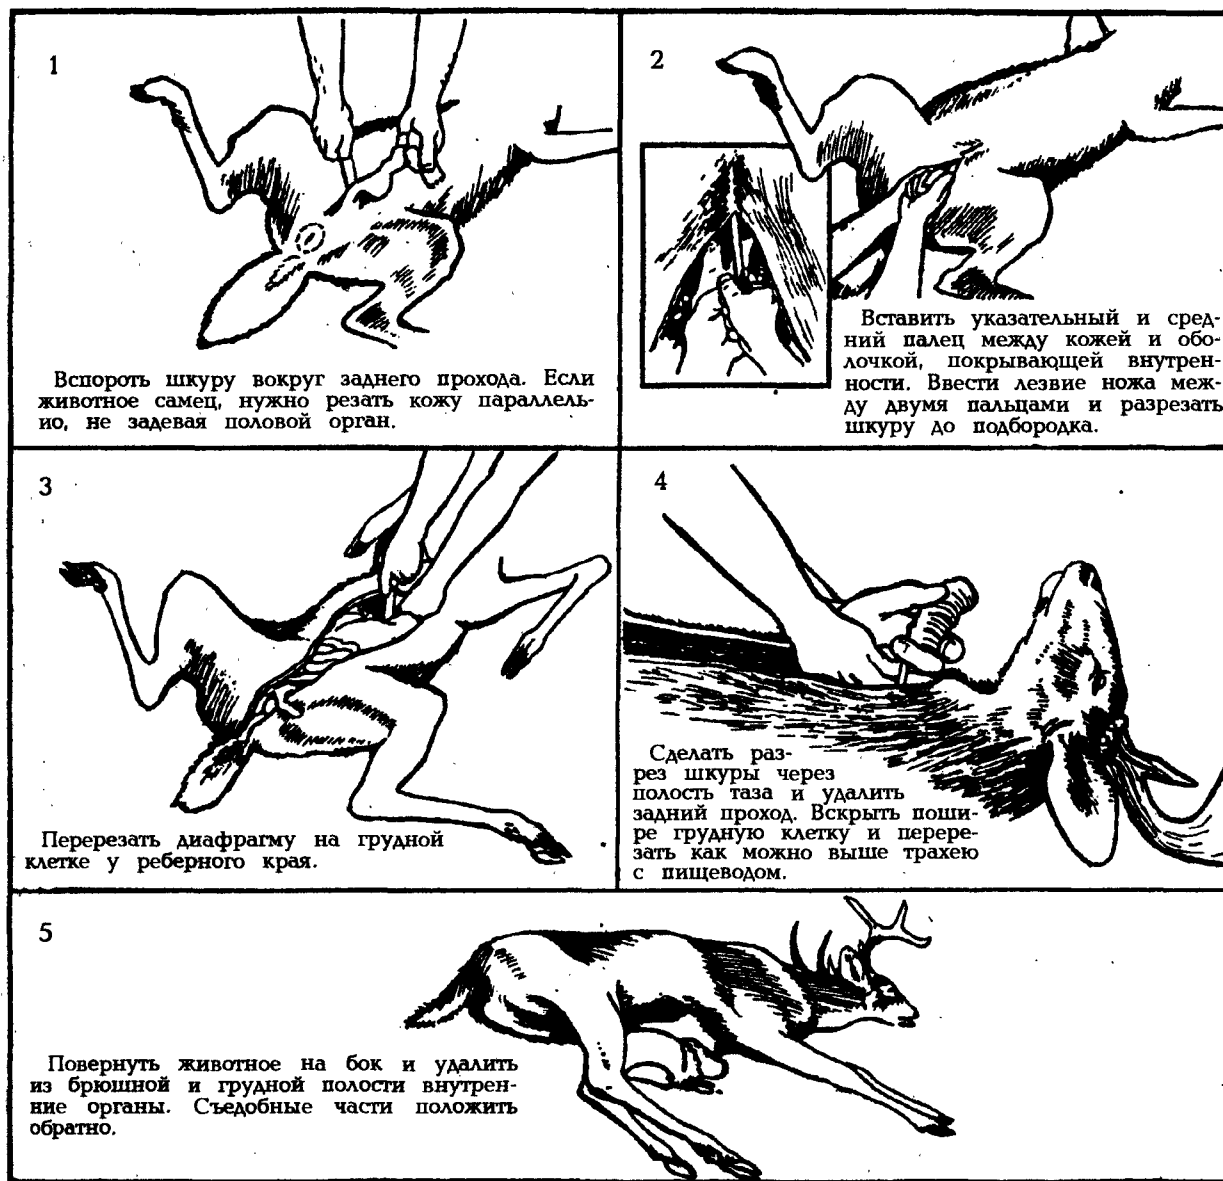 1
Вспороть шкуру вокруг заднего прохода. Если
животное самец, нужно резать кожу параллель-
ио, не задевая половой орган.
2
Вставить указательный и сред-
ний палец между кожей и обо-
лочкой, покрывающей внутрен-
ности. Ввести лезвие ножа меж-
ду двумя пальцами и разрезать
шкуру до подбородка.
3
Перерезать диафрагму на грудной
клетке у реберного края.
4
Сделать раз-
рез шкуры через
полость таза и удалить
задний проход. Вскрыть поши-
ре грудную клетку и перере-
зать как можно выше трахею
с пищеводом.
5
Повернуть животное на бок и удалить
из брюшной и грудной полости внутрен-
ние органы. Съедобные части положить
обратно.